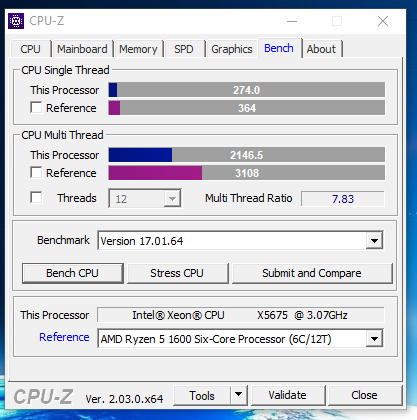 CPU-Z
CPU Mainboard Memory SPD Graphics Bench About
CPU Single Thread
This Processor 274.0
Reference 364
CPU Multi Thread
This Processor 2146.5
Reference 3108
Threads 12 Multi Thread Ratio 7.83
Benchmark Version 17.01.64
Bench CPU Stress CPU Submit and Compare
This Processor Intel® Xeon® CPU X5675 @ 3.07GHz
Reference AMD Ryzen 5 1600 Six-Core Processor (6C/12T)
CPU-Z Ver. 2.03.0.x64 Tools Validate Close